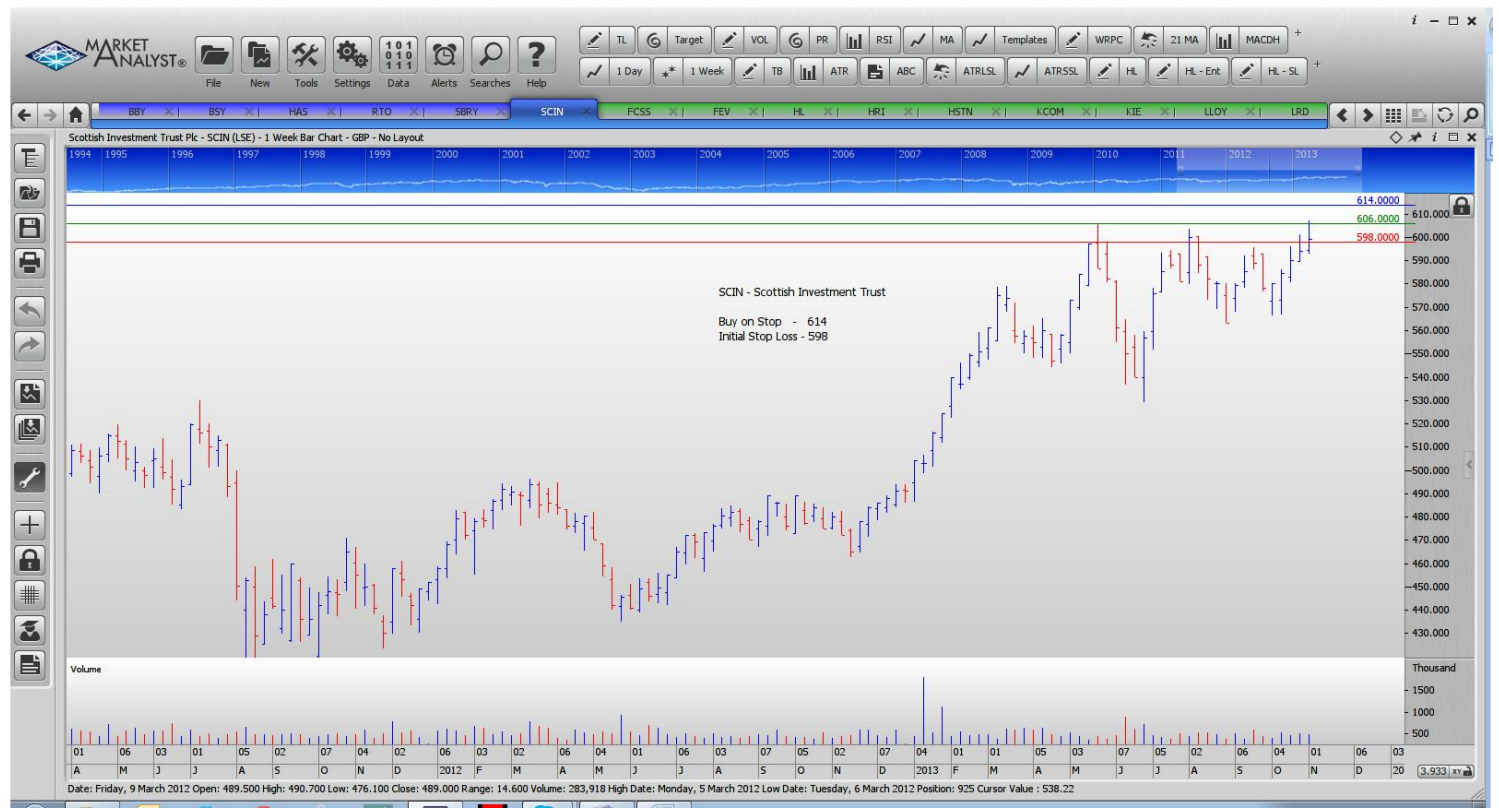 i
MARKET
ANALYST®
File
New
Tools
Settings
Data
Alerts
Searches
Help
TL
Target
VOL
PR
RSI
MA
Templates
WRPC
21 MA
MACDH
+
1 Day
1 Week
TB
ATR
ABC
ATRLSL
ATRSSL
HL
HL - Ent
HL - SL
+
BBY
BSY
HAS
RTO
SBRY
SCIN
FCSS
FEV
HL
HRI
HSTN
KCOM
KIE
LLOY
LRD
Scottish Investment Trust Plc - SCIN (LSE) - 1 Week Bar Chart - GBP - No Layout
1994 1995 1996 1997 1998 1999 2000 2001 2002 2003 2004 2005 2006 2007 2008 2009 2010 2011 2012 2013
614.0000
606.0000
598.0000
610.000
600.000
590.000
580.000
570.000
560.000
550.000
540.000
530.000
520.000
510.000
500.000
490.000
480.000
470.000
460.000
450.000
440.000
430.000
SCIN - Scottish Investment Trust
Buy on Stop - 614
Initial Stop Loss - 598
Volume
Thousand
1500
1000
500
01 06 03 01 05 02 07 04 02 06 03 02 06 04 01 06 03 07 05 02 07 04 01 01 05 03 07 05 02 06 04 01 06 03
A M J J A S O N D 2012 F M A M J J A S O N D 2013 F M A M J J A S O N D 20
3.933 XY
Date: Friday, 9 March 2012 Open: 489.500 High: 490.700 Low: 476.100 Close: 489.000 Range: 14.600 Volume: 283,918 High Date: Monday, 5 March 2012 Low Date: Tuesday, 6 March 2012 Position: 925 Cursor Value : 538.22